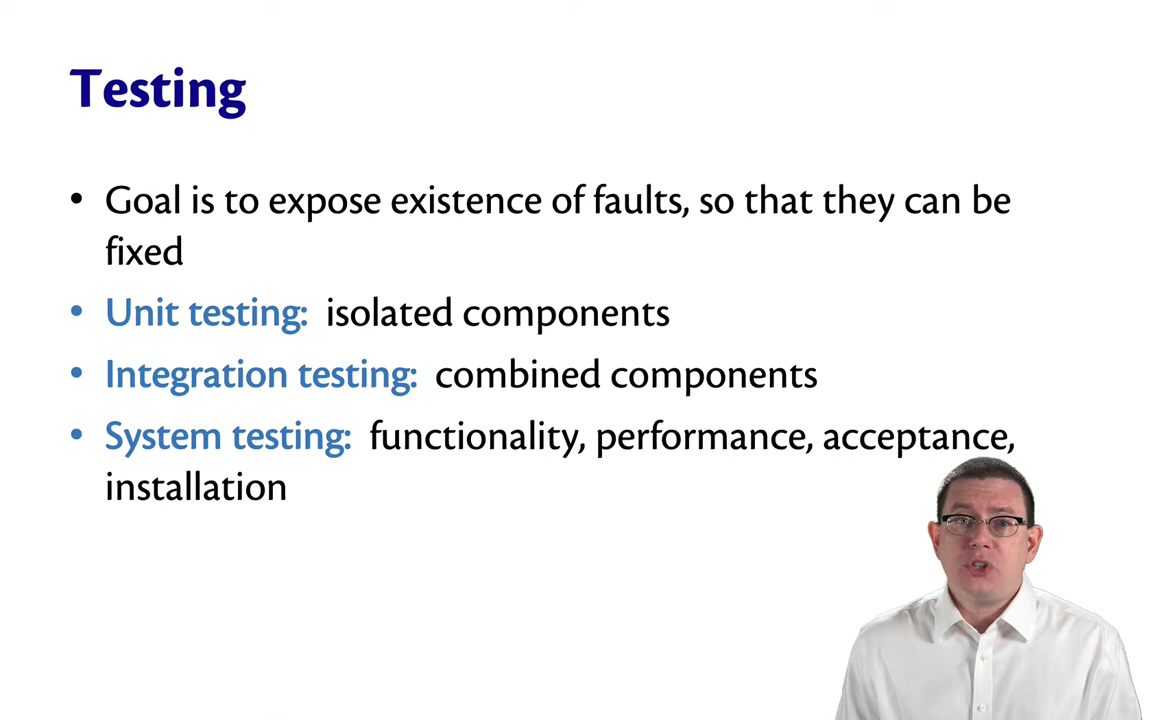 Testing
• Goal is to expose existence of faults, so that they can be
fixed
• Unit testing: isolated components
• Integration testing: combined components
• System testing: functionality, performance, acceptance,
installation